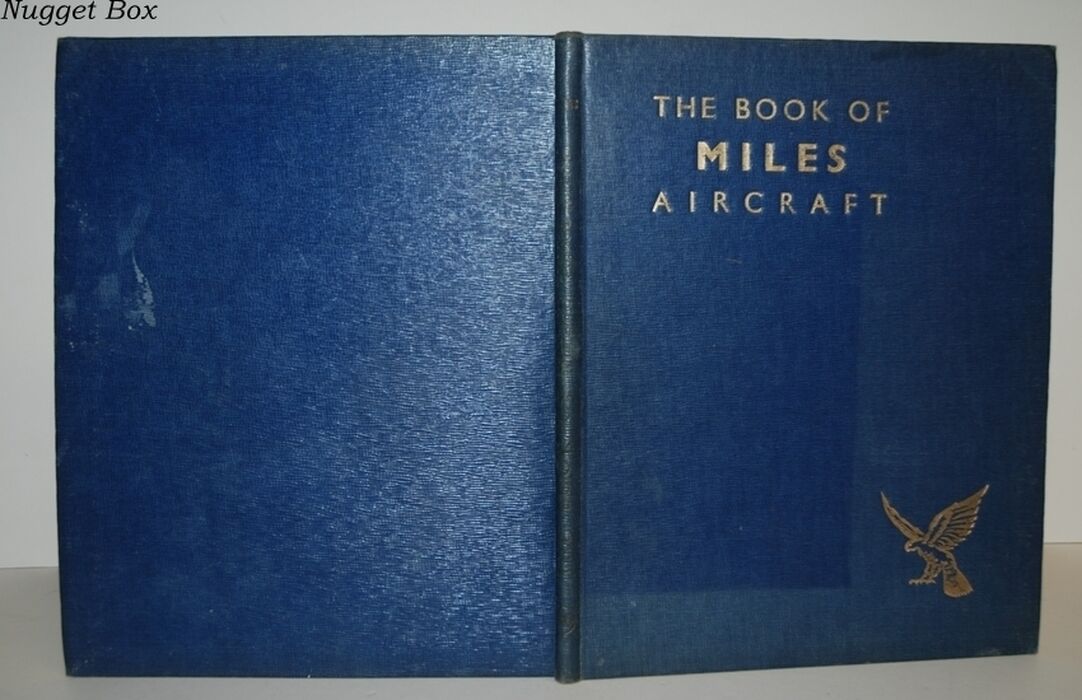 Nugget Box
THE BOOK OF
MILES
AIRCRAFT